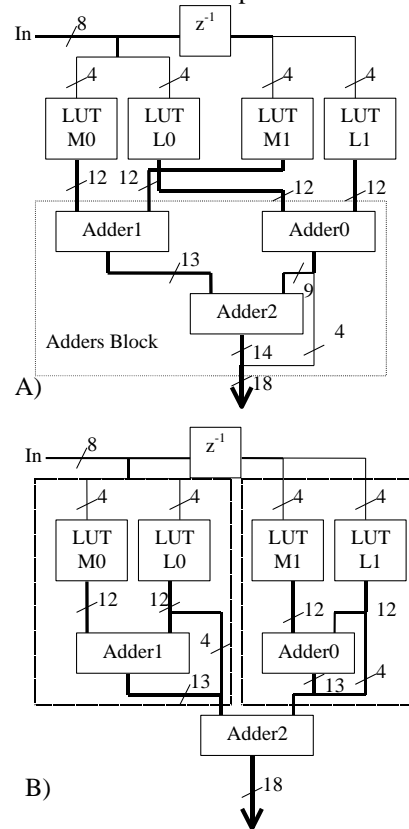 z-1
In
8
4
4
4
4
LUT
M0
LUT
L0
LUT
M1
LUT
L1
12
12
12
12
Adder1
Adder0
13
9
Adder2
Adders Block
14
4
18
A)
z-1
In
8
4
4
4
4
LUT
M0
LUT
L0
LUT
M1
LUT
L1
12
12
12
12
Adder1
4
Adder0
4
13
13
Adder2
18
B)